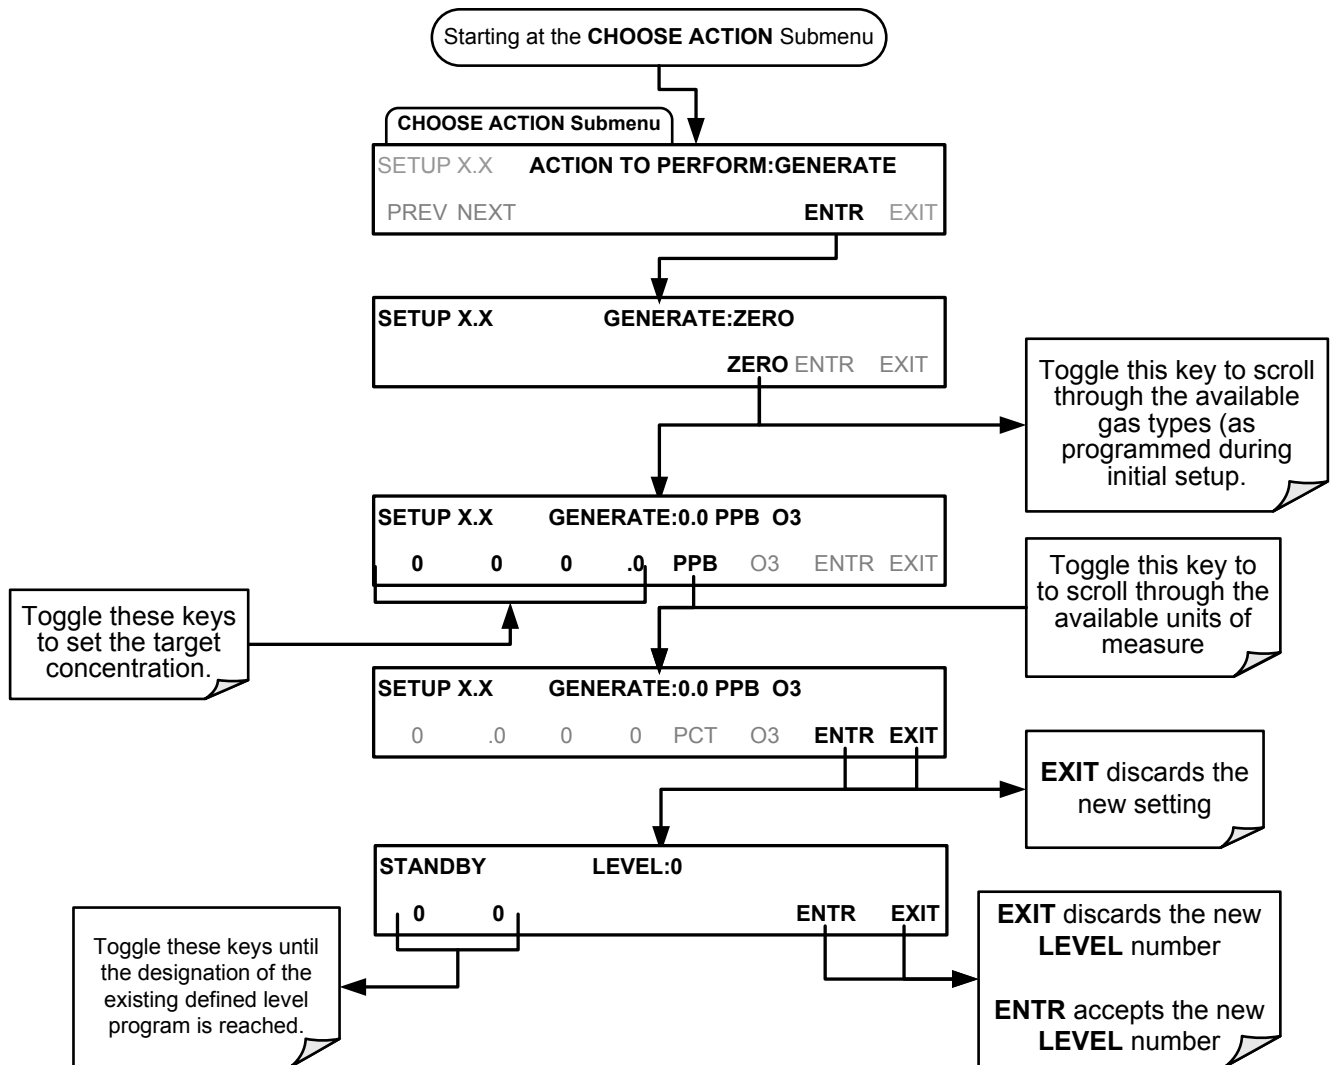 Starting at the CHOOSE ACTION Submenu
CHOOSE ACTION Submenu
SETUP X.X ACTION TO PERFORM:GENERATE
PREV NEXT ENTR EXIT
SETUP X.X GENERATE:ZERO
ZERO ENTR EXIT
Toggle this key to scroll
through the available
gas types (as
programmed during
initial setup.
SETUP X.X GENERATE:0.0 PPB O3
0 0 0 .0 PPB O3 ENTR EXIT
Toggle this key to
to scroll through the
available units of
measure
Toggle these keys
to set the target
concentration.
SETUP X.X GENERATE:0.0 PPB O3
0 .0 0 0 PCT O3 ENTR EXIT
EXIT discards the
new setting
STANDBY LEVEL:0
0 0 ENTR EXIT
Toggle these keys until
the designation of the
existing defined level
program is reached.
EXIT discards the new
LEVEL number
ENTR accepts the new
LEVEL number